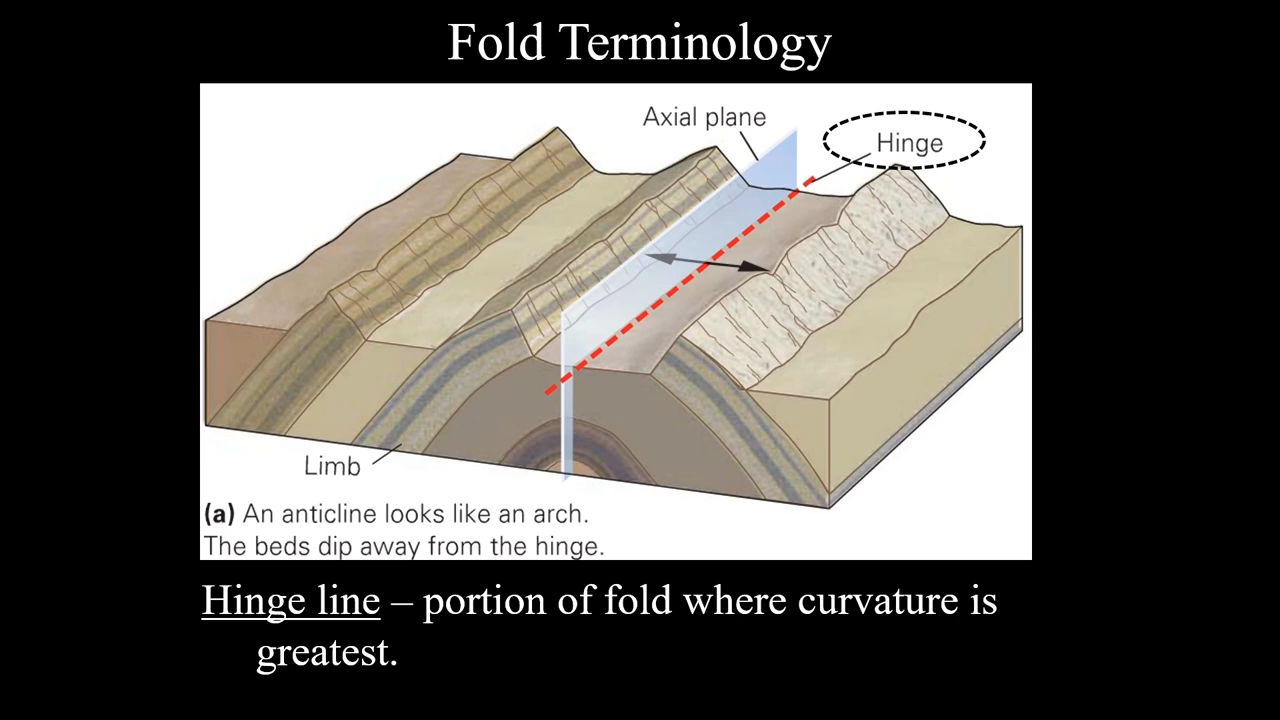 Fold Terminology
Axial plane
Hinge
Limb
(a) An anticline looks like an arch.
The beds dip away from the hinge.
Hinge line – portion of fold where curvature is
greatest.